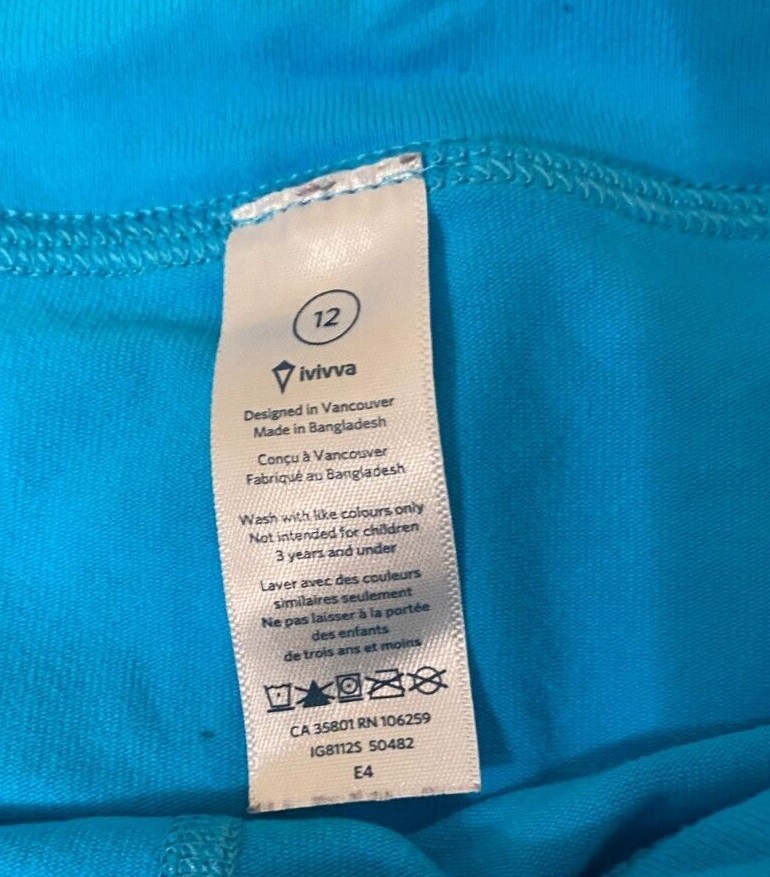 12
ivivva
Designed in Vancouver
Made in Bangladesh
Conçu à Vancouver
Fabriqué au Bangladesh
Wash with like colours only
Not intended for children
3 years and under
Laver avec des couleurs
similaires seulement
Ne pas laisser à la portée
des enfants
de trois ans et moins
CA 35801 RN 106259
IG8112S 50482
E4